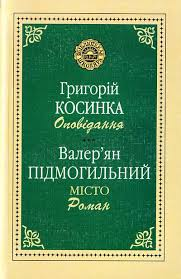 Григорій
КОСИНКА
Оповідання
Валер'ян
ПІДМОГИЛЬНИЙ
МІСТО
Роман